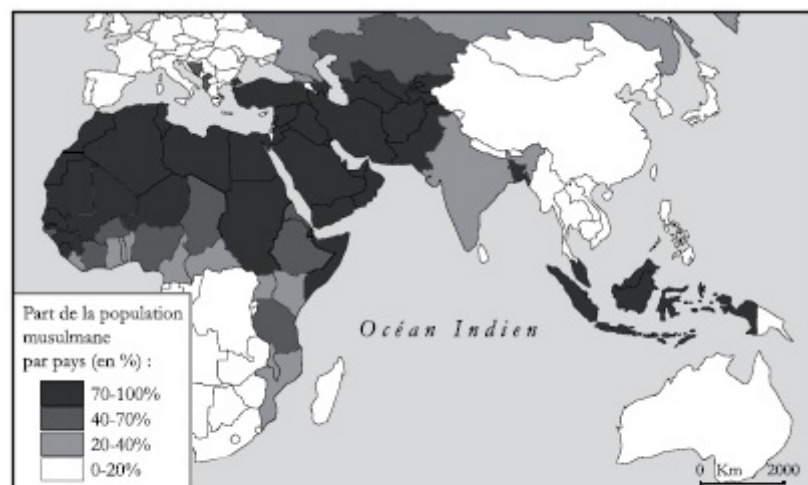 Océan Indien
Part de la population
musulmane
par pays (en %) :
70-100%
40-70%
20-40%
0-20%
0 Km 2000